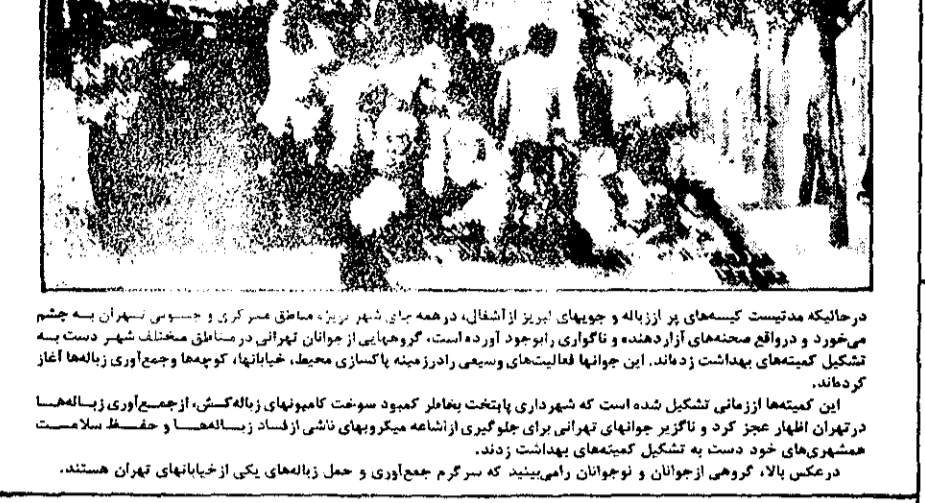 درحالیکه مدتیست کیسه‌های پر اززباله و جویهای لبریز ازآشغالی، درهمه جای شهر بویژه مناطق مرکزی و جنوبی تهران به چشم
می‌خورد و درواقع صحنه‌های آزاردهنده و ناگواری رابوجود آورده است، گروههایی از جوانان تهرانی در مناطق مختلف شهر دست به
تشکیل کمیته‌های بهداشت زده‌اند. این جوانها فعالیت‌های وسیعی رادرزمینه پاکسازی محیط، خیابانها، کوچه‌ها وجمع‌آوری زباله‌ها آغاز
کرده‌اند.
این کمیته‌ها اززمانی تشکیل شده است که شهرداری پایتخت بخاطر کمبود سوخت کامیونهای زباله‌کش، ازجمع‌آوری زباله‌ها
درتهران اظهار عجز کرد و ناگزیر جوانهای تهرانی برای جلوگیری ازاشاعه میکروبهای ناشی ازفساد زباله‌ها و حفظ سلامت
همشهری‌های خود دست به تشکیل کمیته‌های بهداشت زدند.
درعکس بالا، گروهی ازجوانان و نوجوانان رامی‌بینید که سرگرم جمع‌آوری و حمل زباله‌های یکی ازخیابانهای تهران هستند.